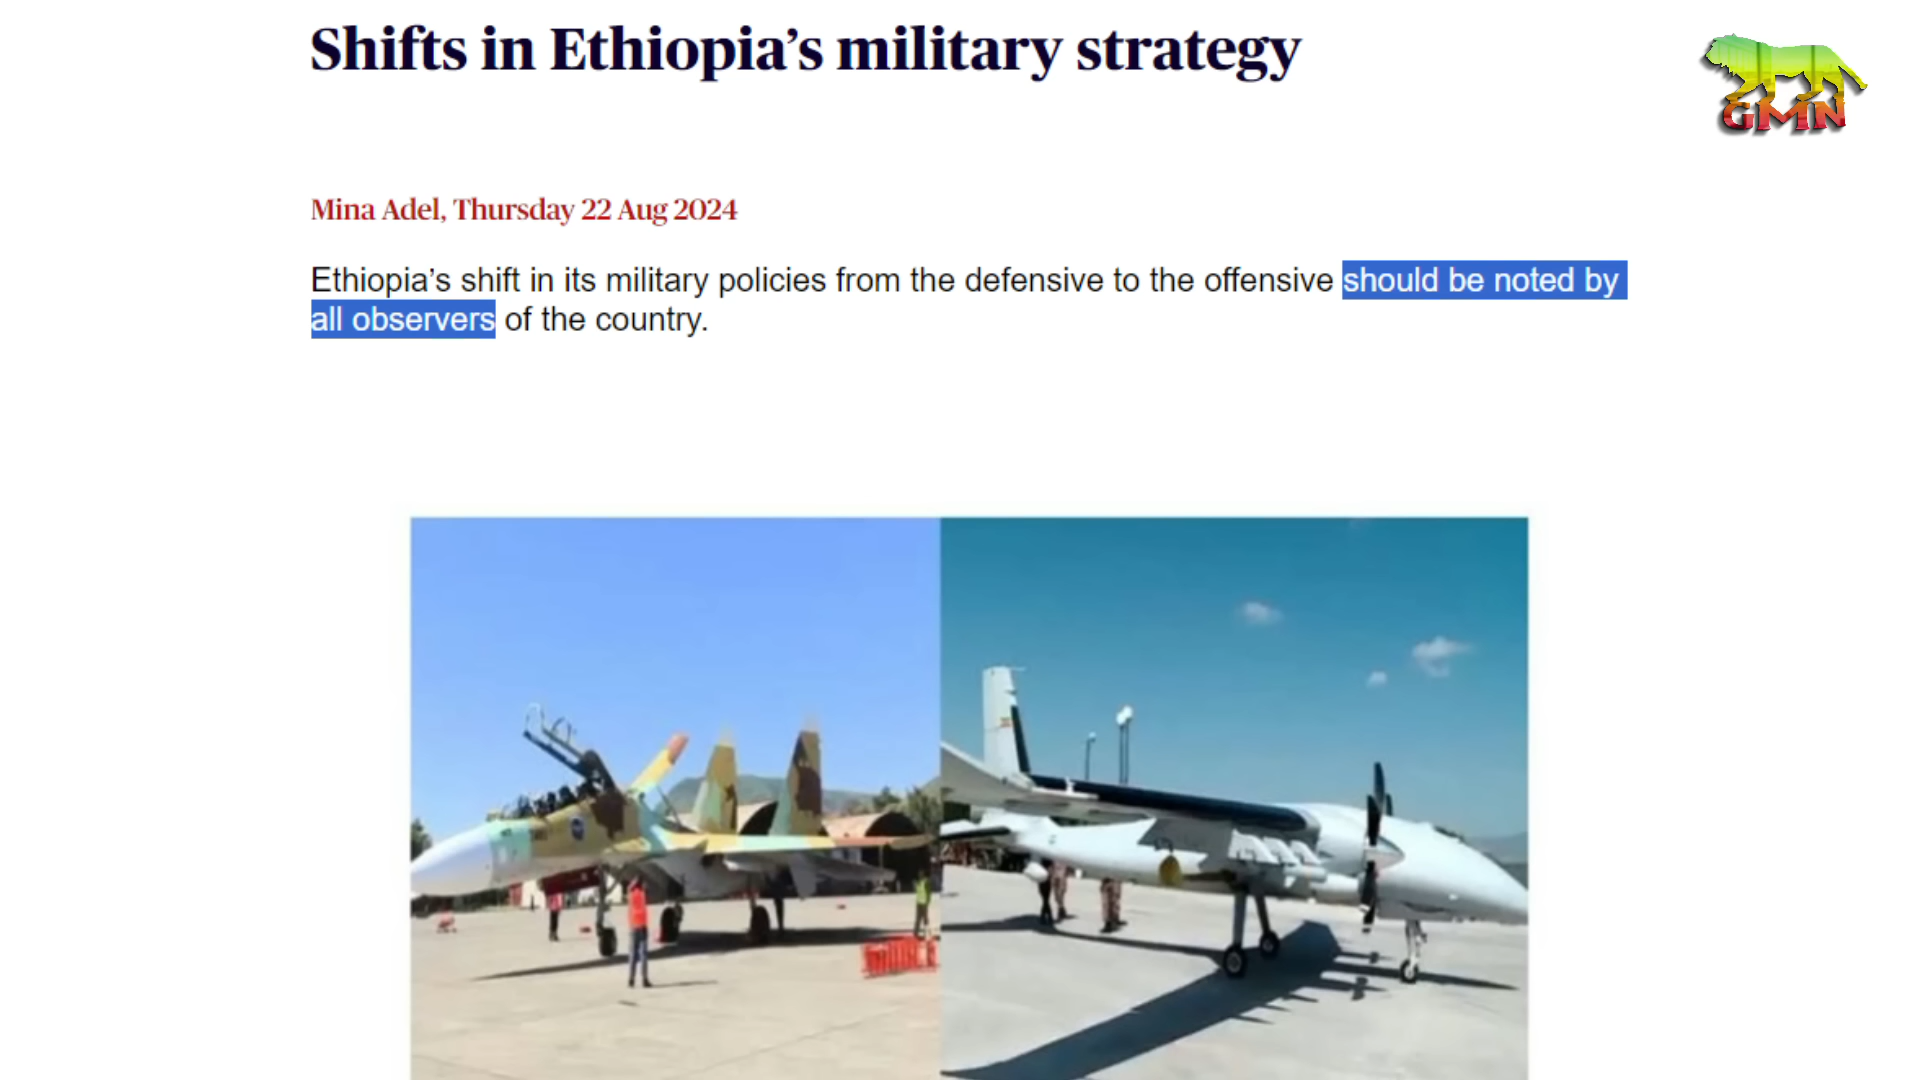 Shifts in Ethiopia’s military strategy
GMN
Mina Adel, Thursday 22 Aug 2024
Ethiopia’s shift in its military policies from the defensive to the offensive should be noted by
all observers of the country.